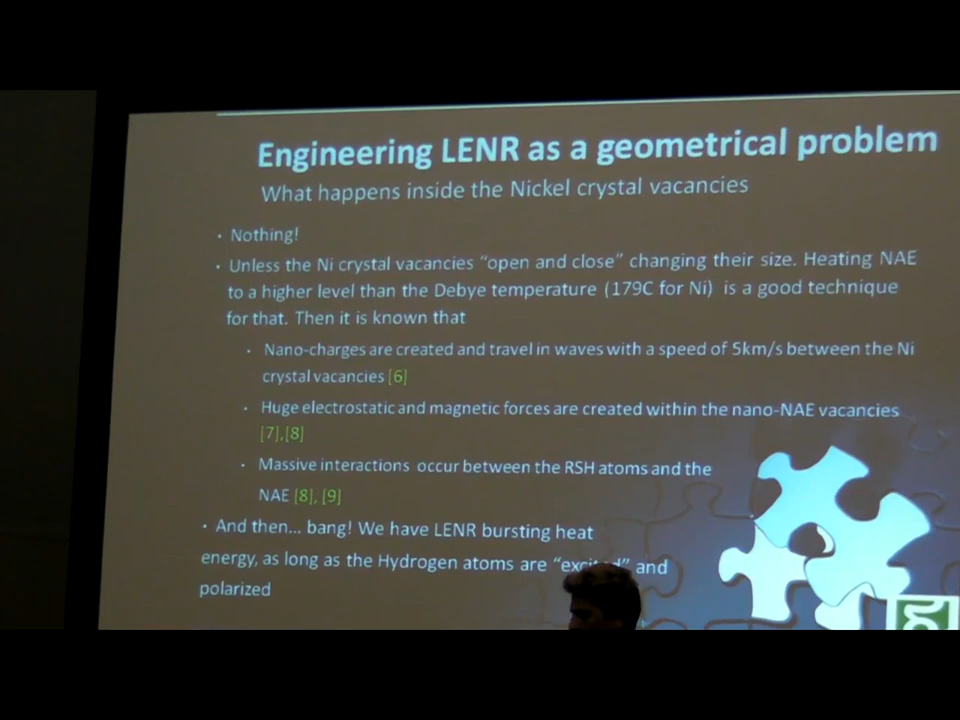 Engineering LENR as a geometrical problem
What happens inside the Nickel crystal vacancies
· Nothing!
· Unless the Ni crystal vacancies “open and close” changing their size. Heating NAE
to a higher level than the Debye temperature (179C for Ni) is a good technique
for that. Then it is known that
· Nano-charges are created and travel in waves with a speed of 5km/s between the Ni
crystal vacancies [6]
· Huge electrostatic and magnetic forces are created within the nano-NAE vacancies
[7],[8]
· Massive interactions occur between the RSH atoms and the
NAE [8], [9]
· And then... bang! We have LENR bursting heat
energy, as long as the Hydrogen atoms are “excited” and
polarized